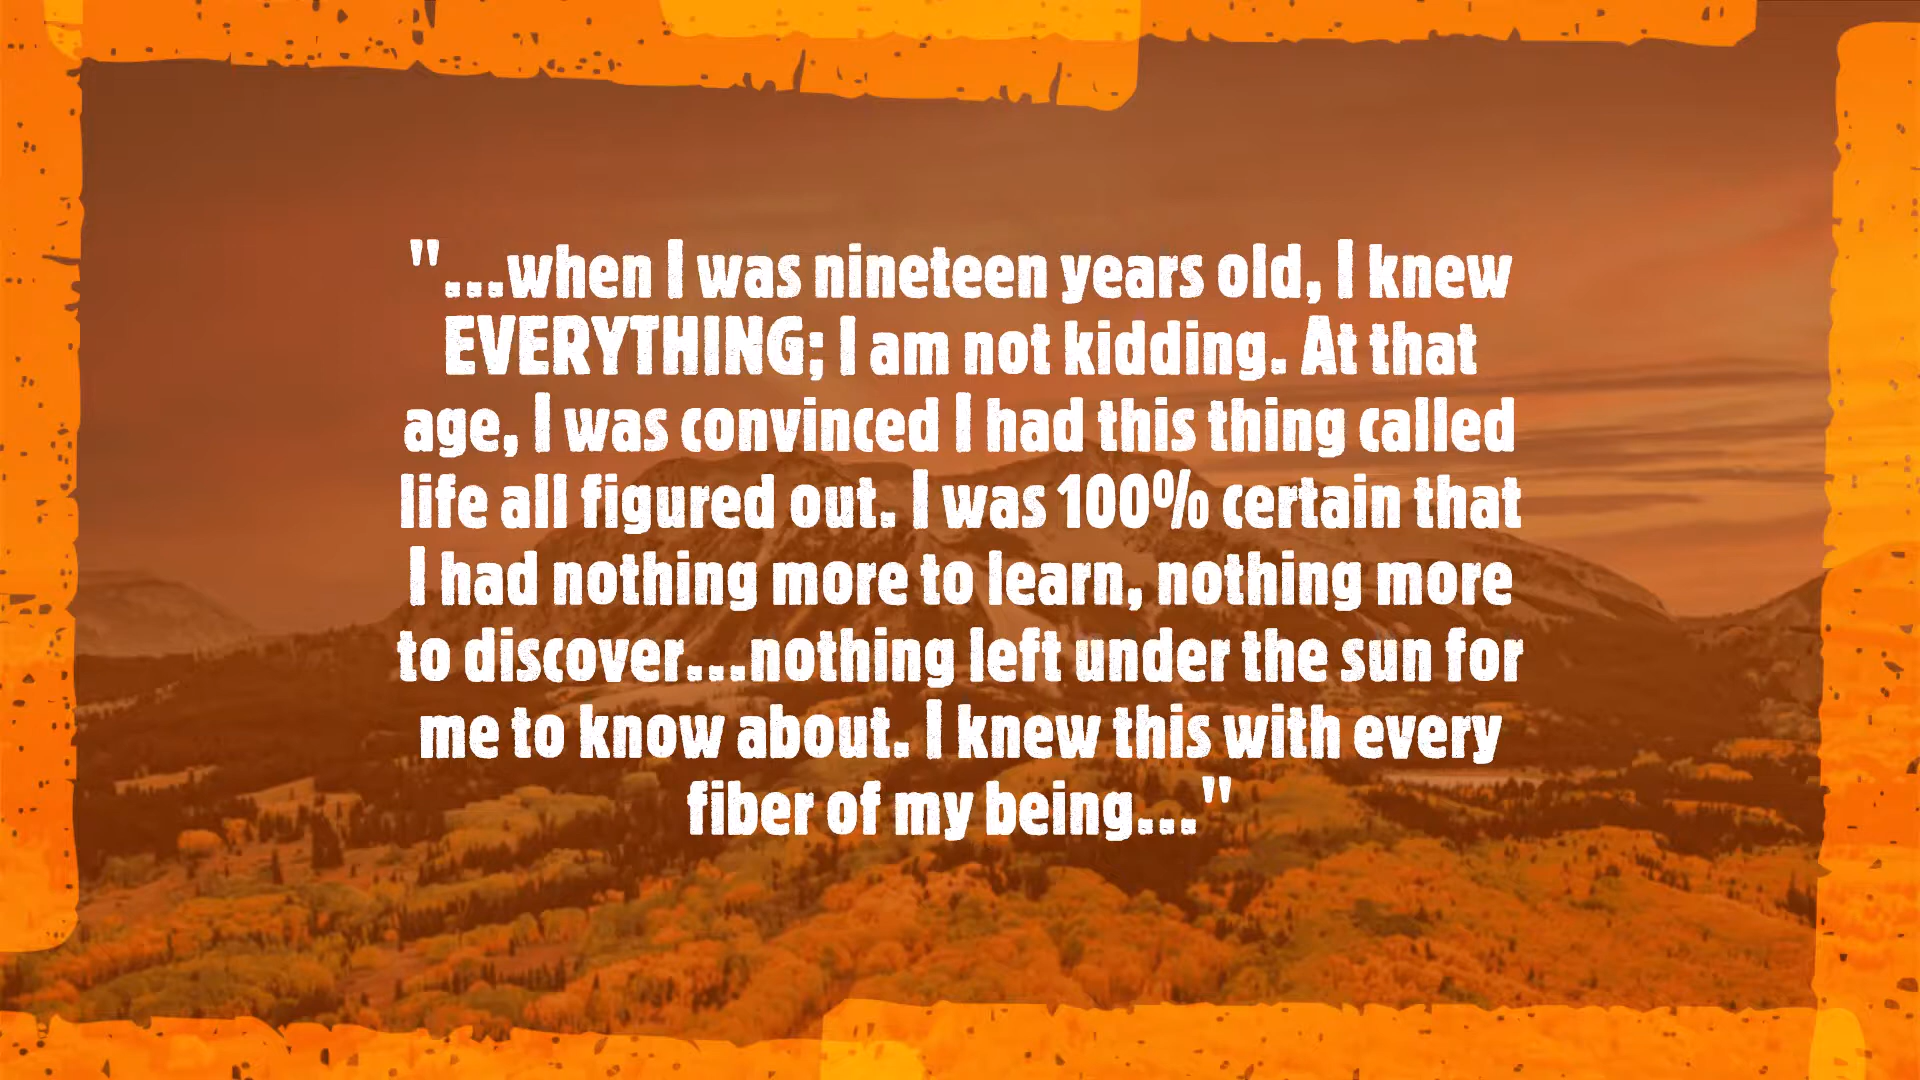 "...when I was nineteen years old, I knew
EVERYTHING; I am not kidding. At that
age, I was convinced I had this thing called
life all figured out. I was 100% certain that
I had nothing more to learn, nothing more
to discover...nothing left under the sun for
me to know about. I knew this with every
fiber of my being..."